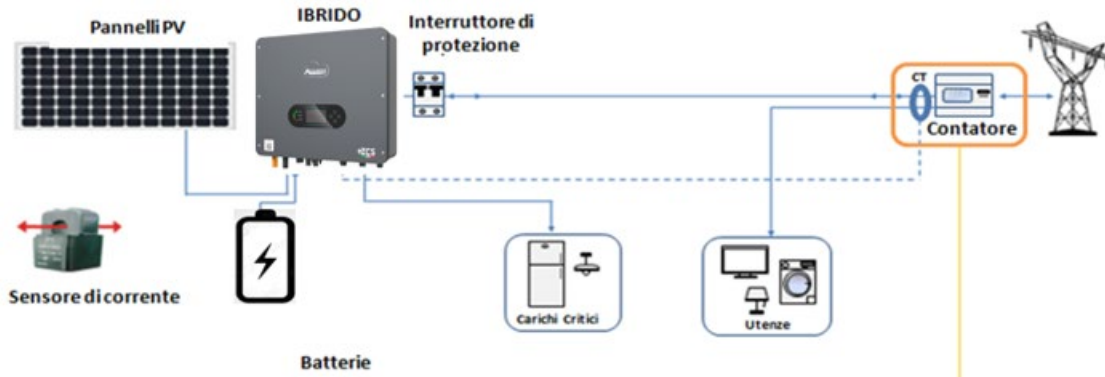 Pannelli PV
IBRIDO
Interruttore di
protezione
CT
Contatore
Sensore di corrente
Carichi Critici
Utenze
Batterie